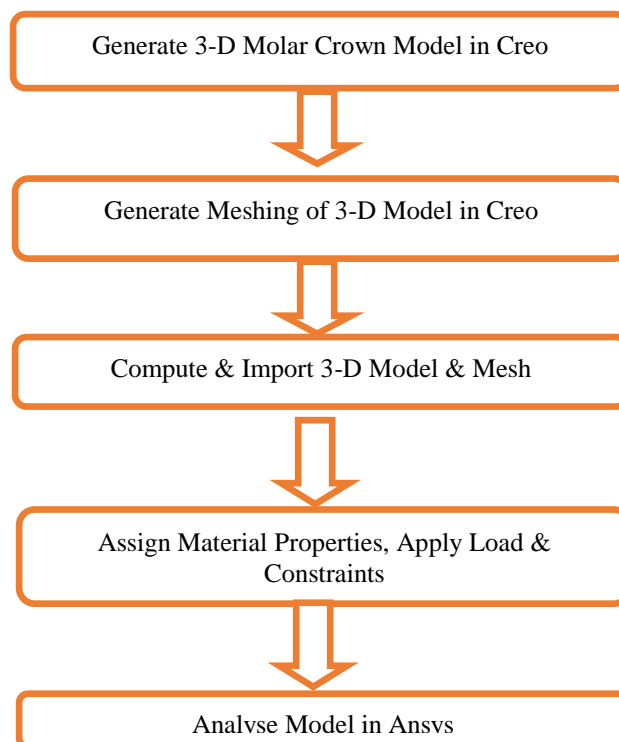 Generate 3-D Molar Crown Model in Creo
Generate Meshing of 3-D Model in Creo
Compute & Import 3-D Model & Mesh
Assign Material Properties, Apply Load &
Constraints
Analyse Model in Ansys